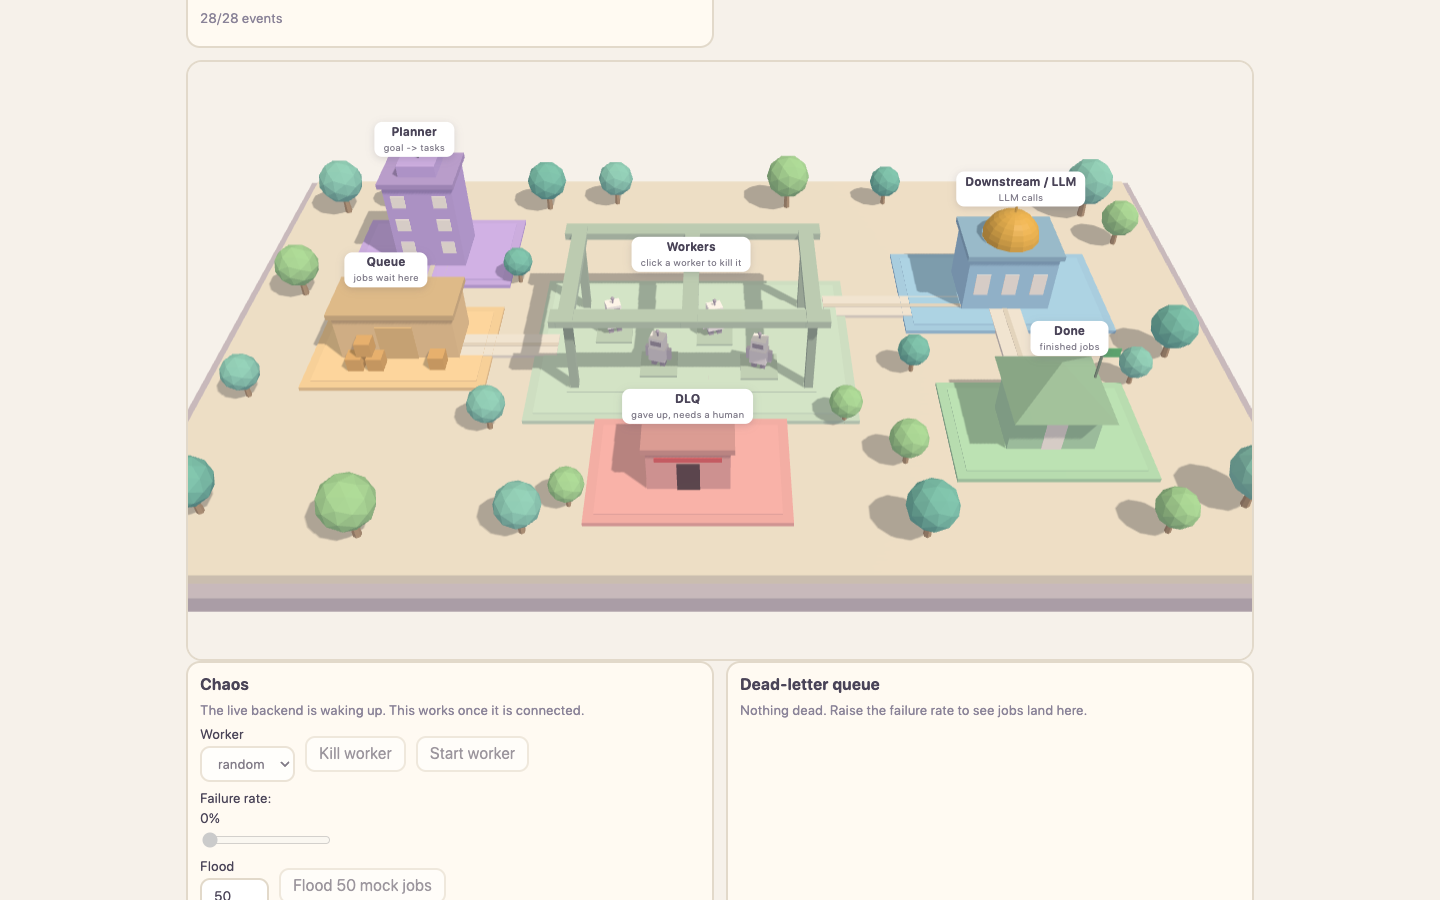 28/28 events
Planner
goal -> tasks
Downstream / LLM
LLM calls
Workers
click a worker to kill it
Queue
jobs wait here
Done
finished jobs
DLQ
gave up, needs a human
Chaos
The live backend is waking up. This works once it is connected.
Worker
random
Kill worker
Start worker
Failure rate:
0%
Flood
50
Flood 50 mock jobs
Dead-letter queue
Nothing dead. Raise the failure rate to see jobs land here.